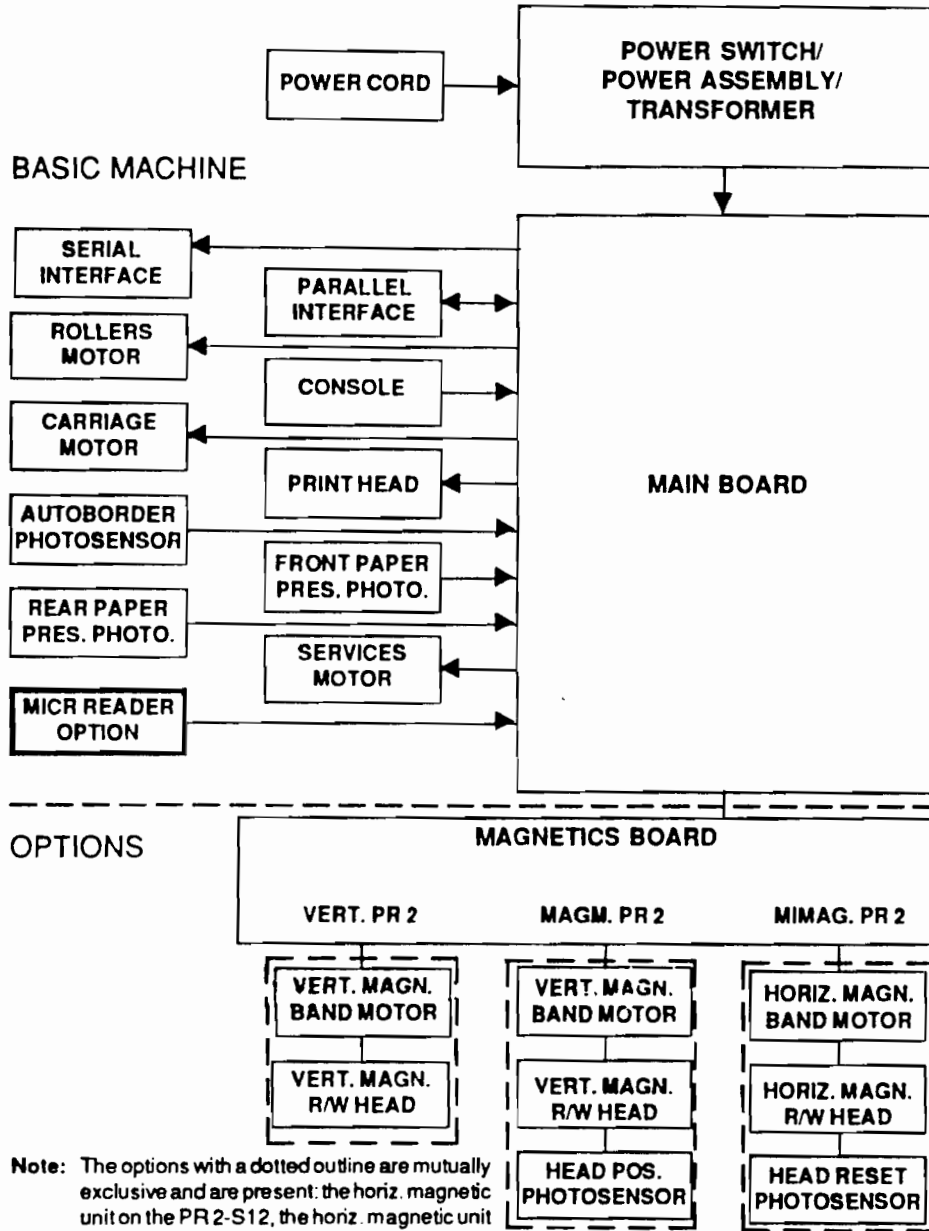 POWER CORD
POWER SWITCH/
POWER ASSEMBLY/
TRANSFORMER
BASIC MACHINE
SERIAL
INTERFACE
PARALLEL
INTERFACE
ROLLERS
MOTOR
CONSOLE
CARRIAGE
MOTOR
PRINT HEAD
MAIN BOARD
AUTOBORDER
PHOTOSENSOR
FRONT PAPER
PRES. PHOTO.
REAR PAPER
PRES. PHOTO.
SERVICES
MOTOR
MICR READER
OPTION
OPTIONS
MAGNETICS BOARD
VERT. PR 2
MAGM. PR 2
MIMAG. PR 2
VERT. MAGN.
BAND MOTOR
VERT. MAGN.
R/W HEAD
VERT. MAGN.
BAND MOTOR
VERT. MAGN.
R/W HEAD
HEAD POS.
PHOTOSENSOR
HORIZ. MAGN.
BAND MOTOR
HORIZ. MAGN.
R/W HEAD
HEAD RESET
PHOTOSENSOR
Note: The options with a dotted outline are mutually
exclusive and are present: the horiz. magnetic
unit on the PR 2-S12, the horiz. magnetic unit